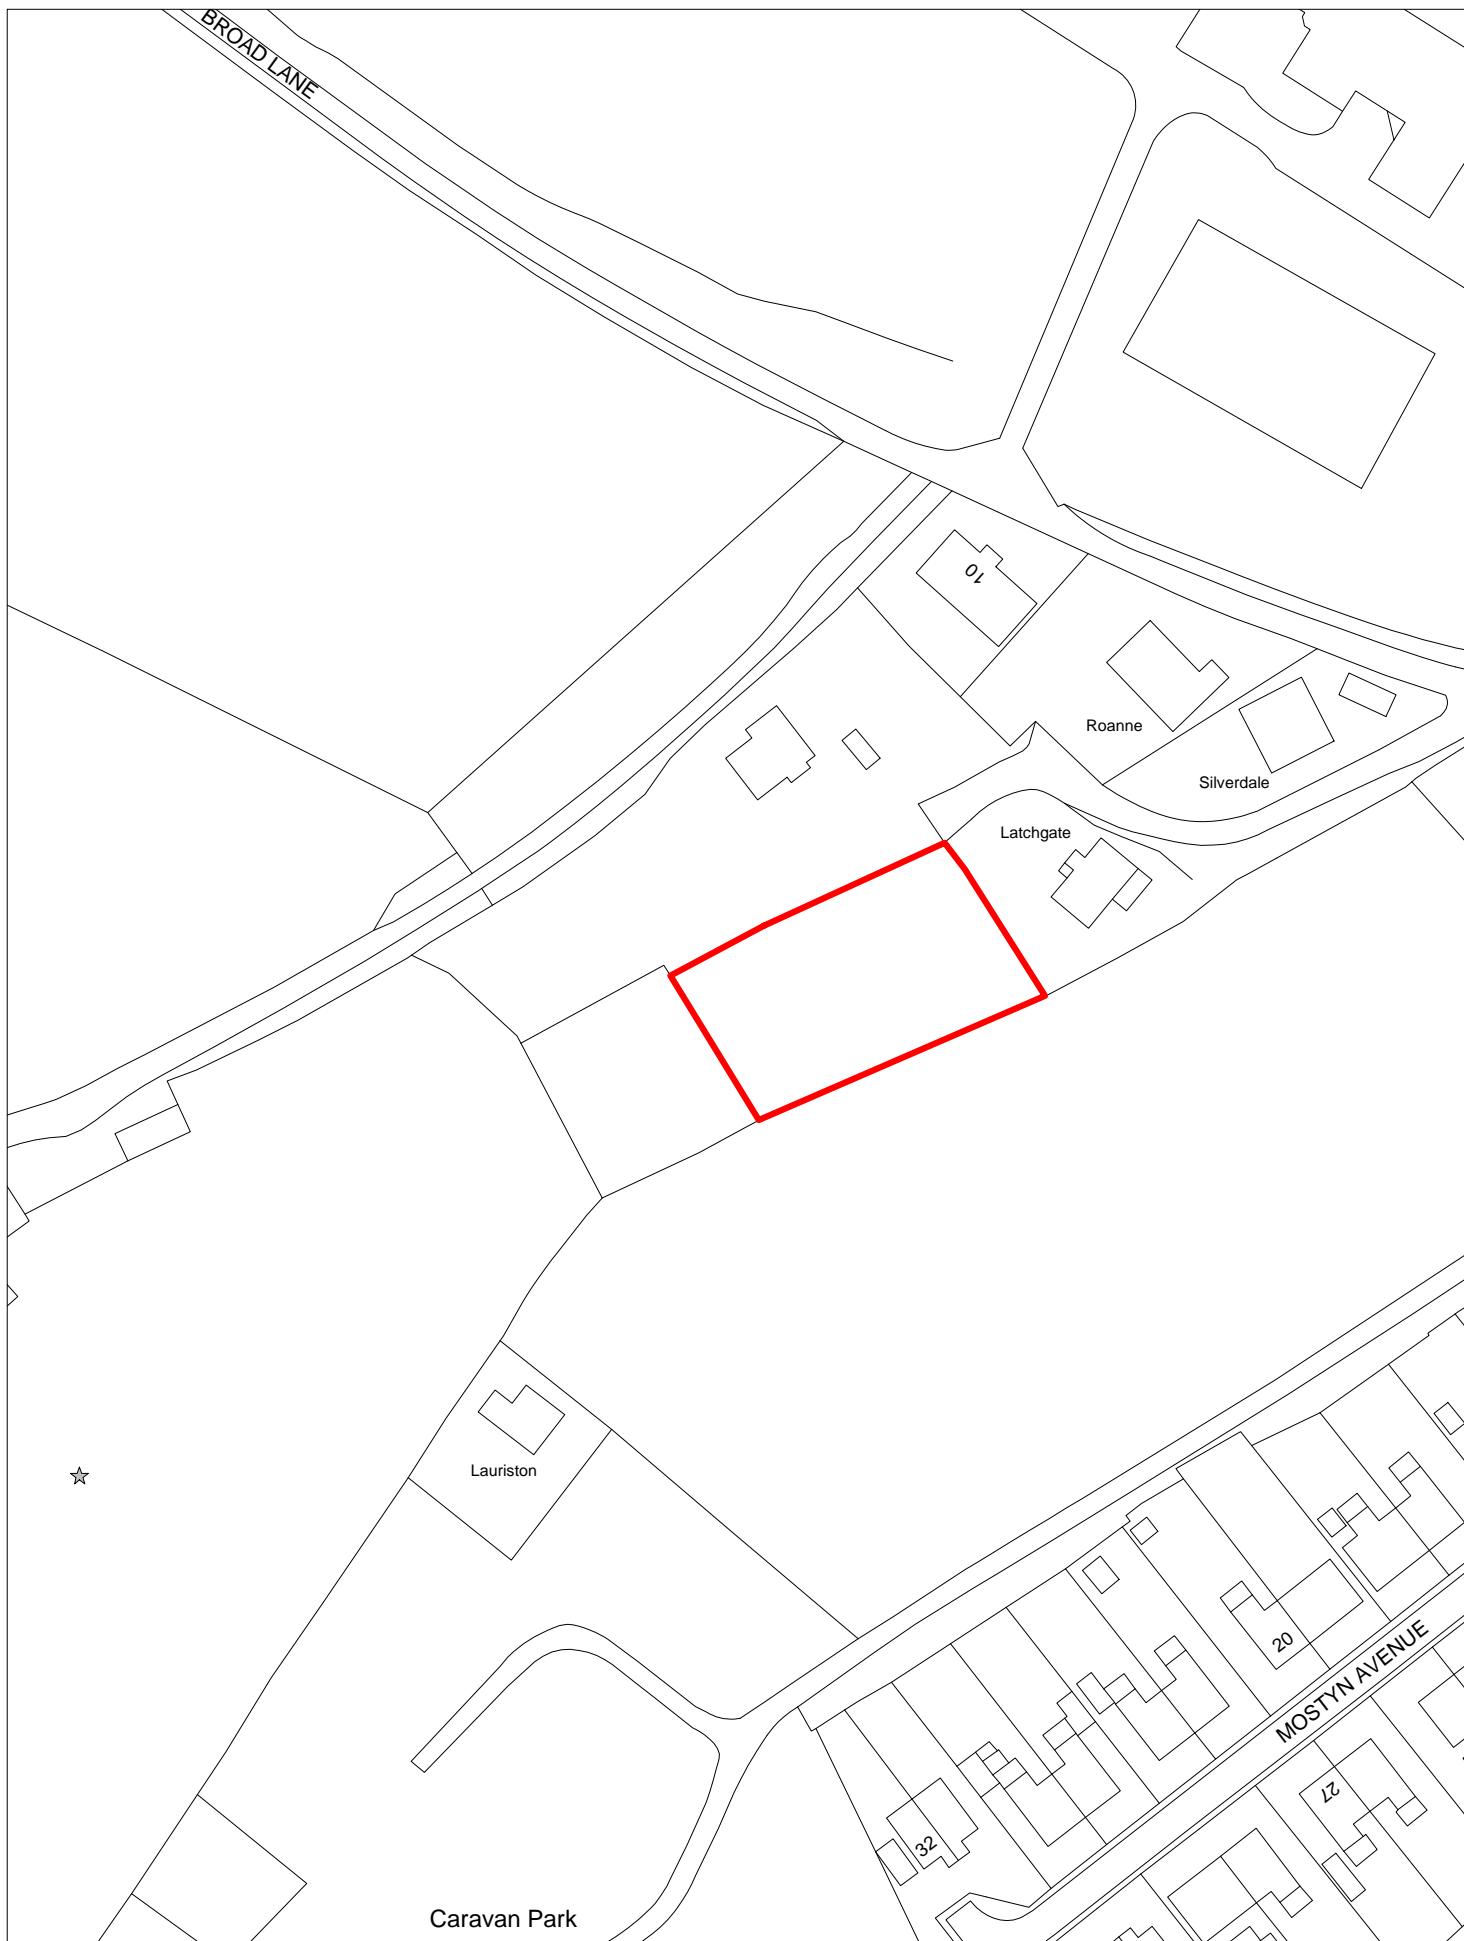 BROAD LANE
10
Roanne
Silverdale
Latchgate
Lauriston
20
MOSTYN AVENUE
27
32
Caravan Park